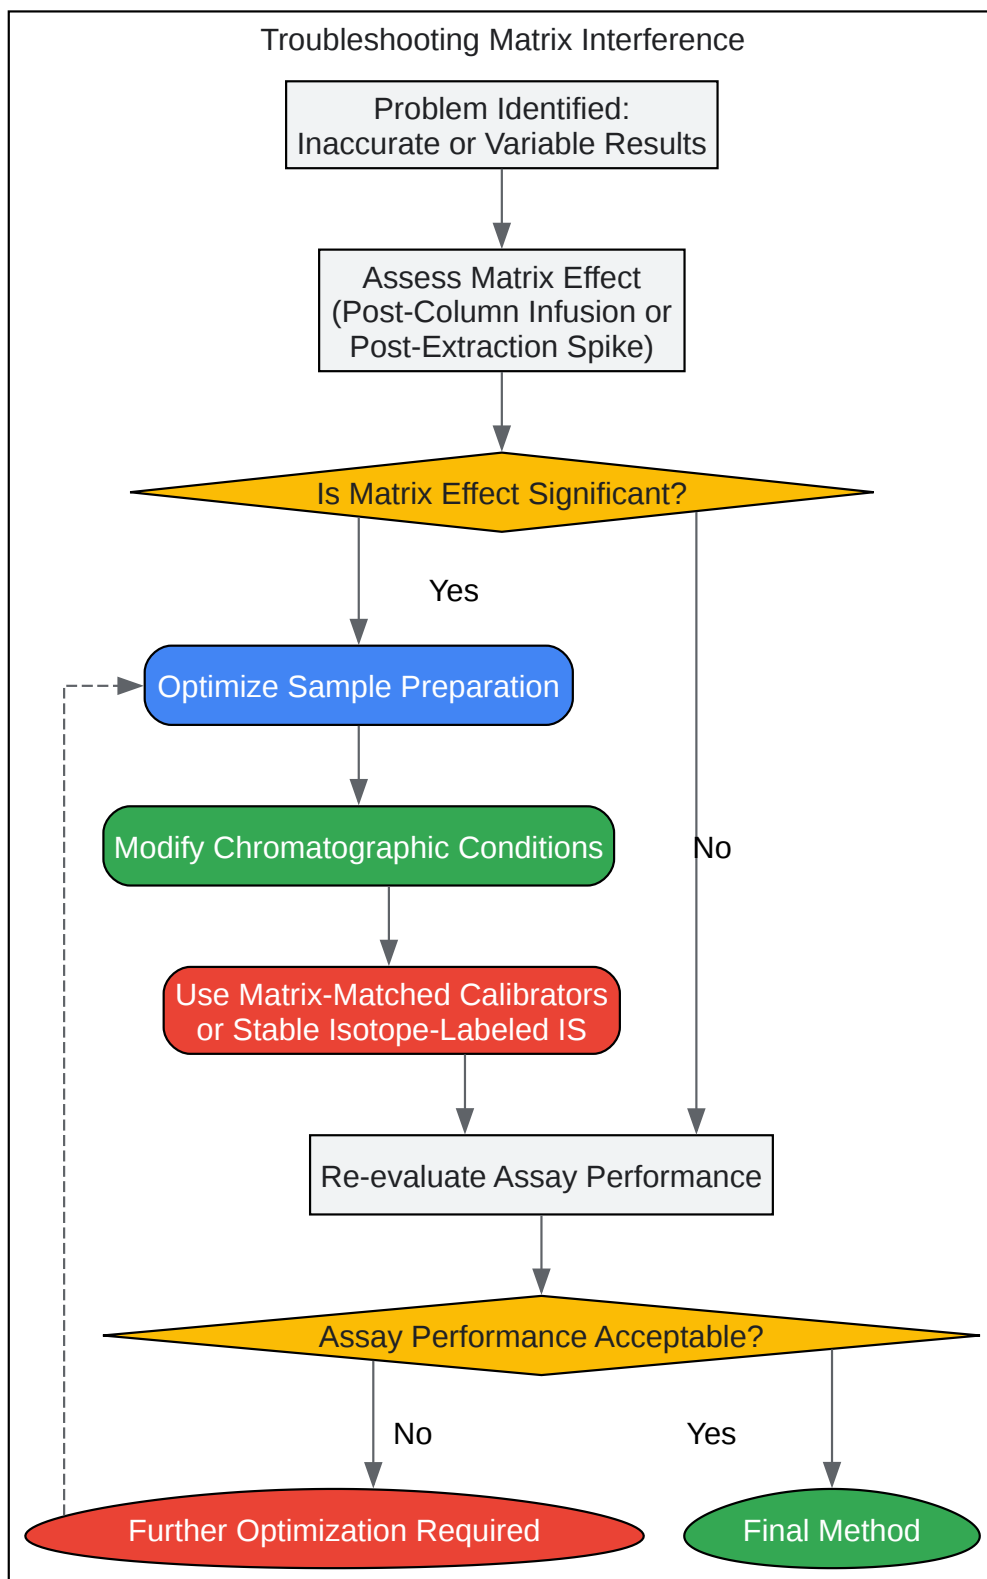 Troubleshooting Matrix Interference
Problem Identified:
Inaccurate or Variable Results
Assess Matrix Effect
(Post-Column Infusion or
Post-Extraction Spike)
Is Matrix Effect Significant?
Yes
Optimize Sample Preparation
Modify Chromatographic Conditions
No
Use Matrix-Matched Calibrators
or Stable Isotope-Labeled IS
Re-evaluate Assay Performance
Assay Performance Acceptable?
No
Yes
Further Optimization Required
Final Method